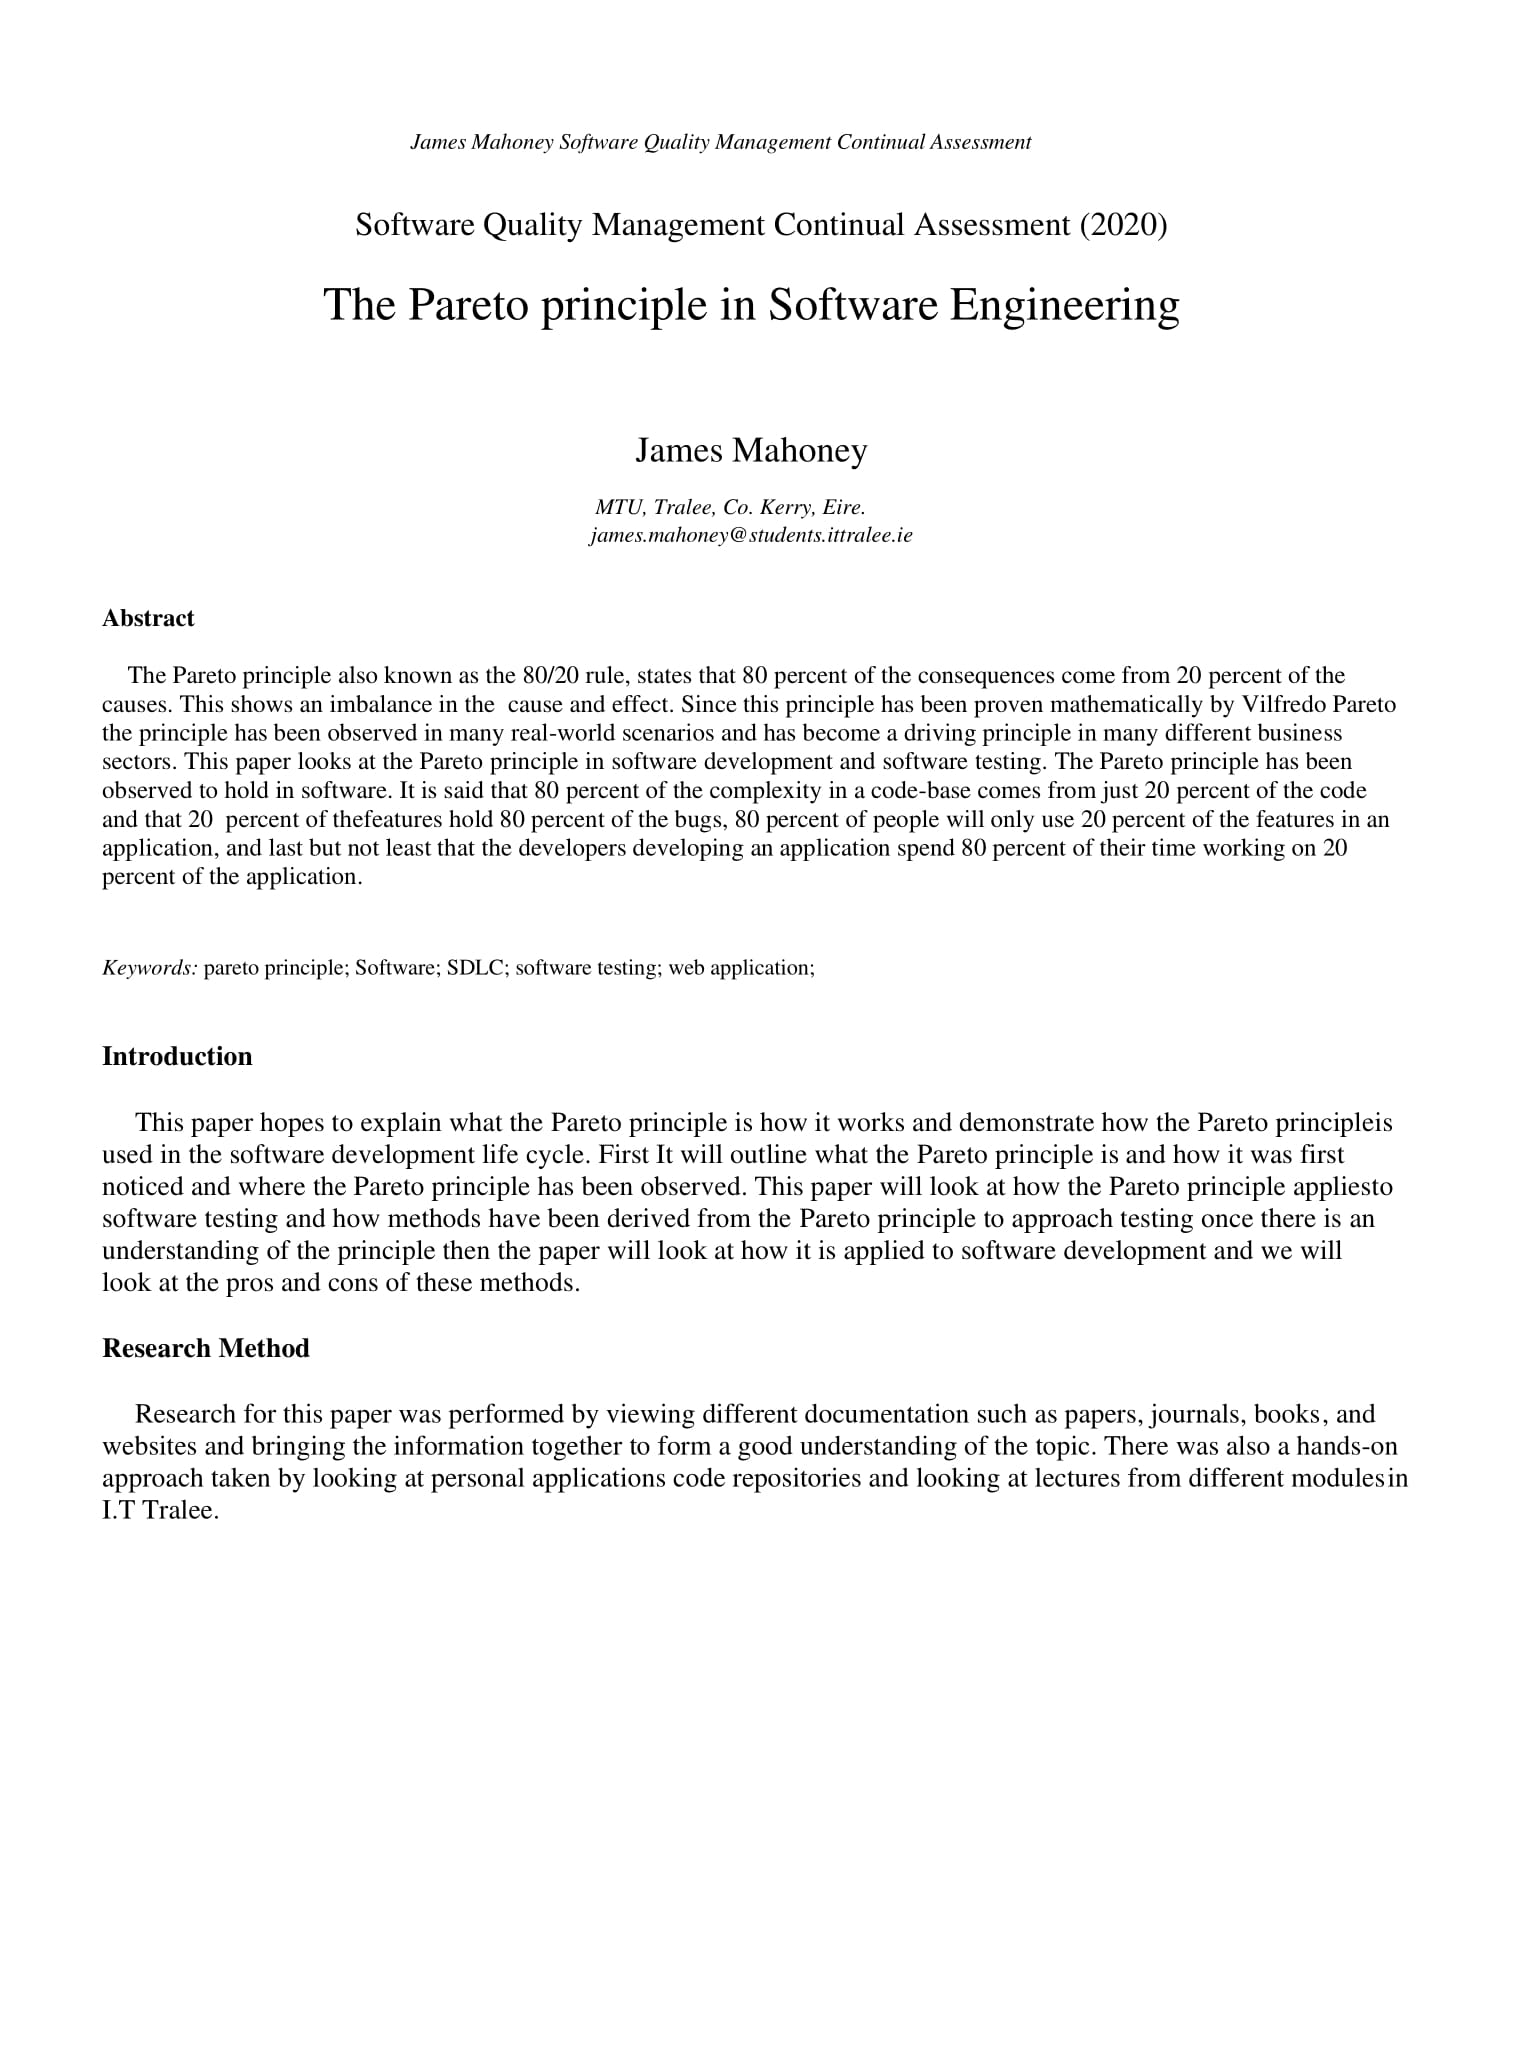 James Mahoney Software Quality Management Continual Assessment
Software Quality Management Continual Assessment (2020)
The Pareto principle in Software Engineering
James Mahoney
MTU, Tralee, Co. Kerry, Eire.
james.mahoney@students.ittralee.ie
Abstract
The Pareto principle also known as the 80/20 rule, states that 80 percent of the consequences come from 20 percent of the
causes. This shows an imbalance in the  cause and effect. Since this principle has been proven mathematically by Vilfredo Pareto
the principle has been observed in many real-world scenarios and has become a driving principle in many different business
sectors. This paper looks at the Pareto principle in software development and software testing. The Pareto principle has been
observed to hold in software. It is said that 80 percent of the complexity in a code-base comes from just 20 percent of the code
and that 20  percent of thefeatures hold 80 percent of the bugs, 80 percent of people will only use 20 percent of the features in an
application, and last but not least that the developers developing an application spend 80 percent of their time working on 20
percent of the application.
Keywords: pareto principle; Software; SDLC; software testing; web application;
Introduction
This paper hopes to explain what the Pareto principle is how it works and demonstrate how the Pareto principleis
used in the software development life cycle. First It will outline what the Pareto principle is and how it was first
noticed and where the Pareto principle has been observed. This paper will look at how the Pareto principle appliesto
software testing and how methods have been derived from the Pareto principle to approach testing once there is an
understanding of the principle then the paper will look at how it is applied to software development and we will
look at the pros and cons of these methods.
Research Method
Research for this paper was performed by viewing different documentation such as papers, journals, books, and
websites and bringing the information together to form a good understanding of the topic. There was also a hands-on
approach taken by looking at personal applications code repositories and looking at lectures from different modulesin
I.T Tralee.